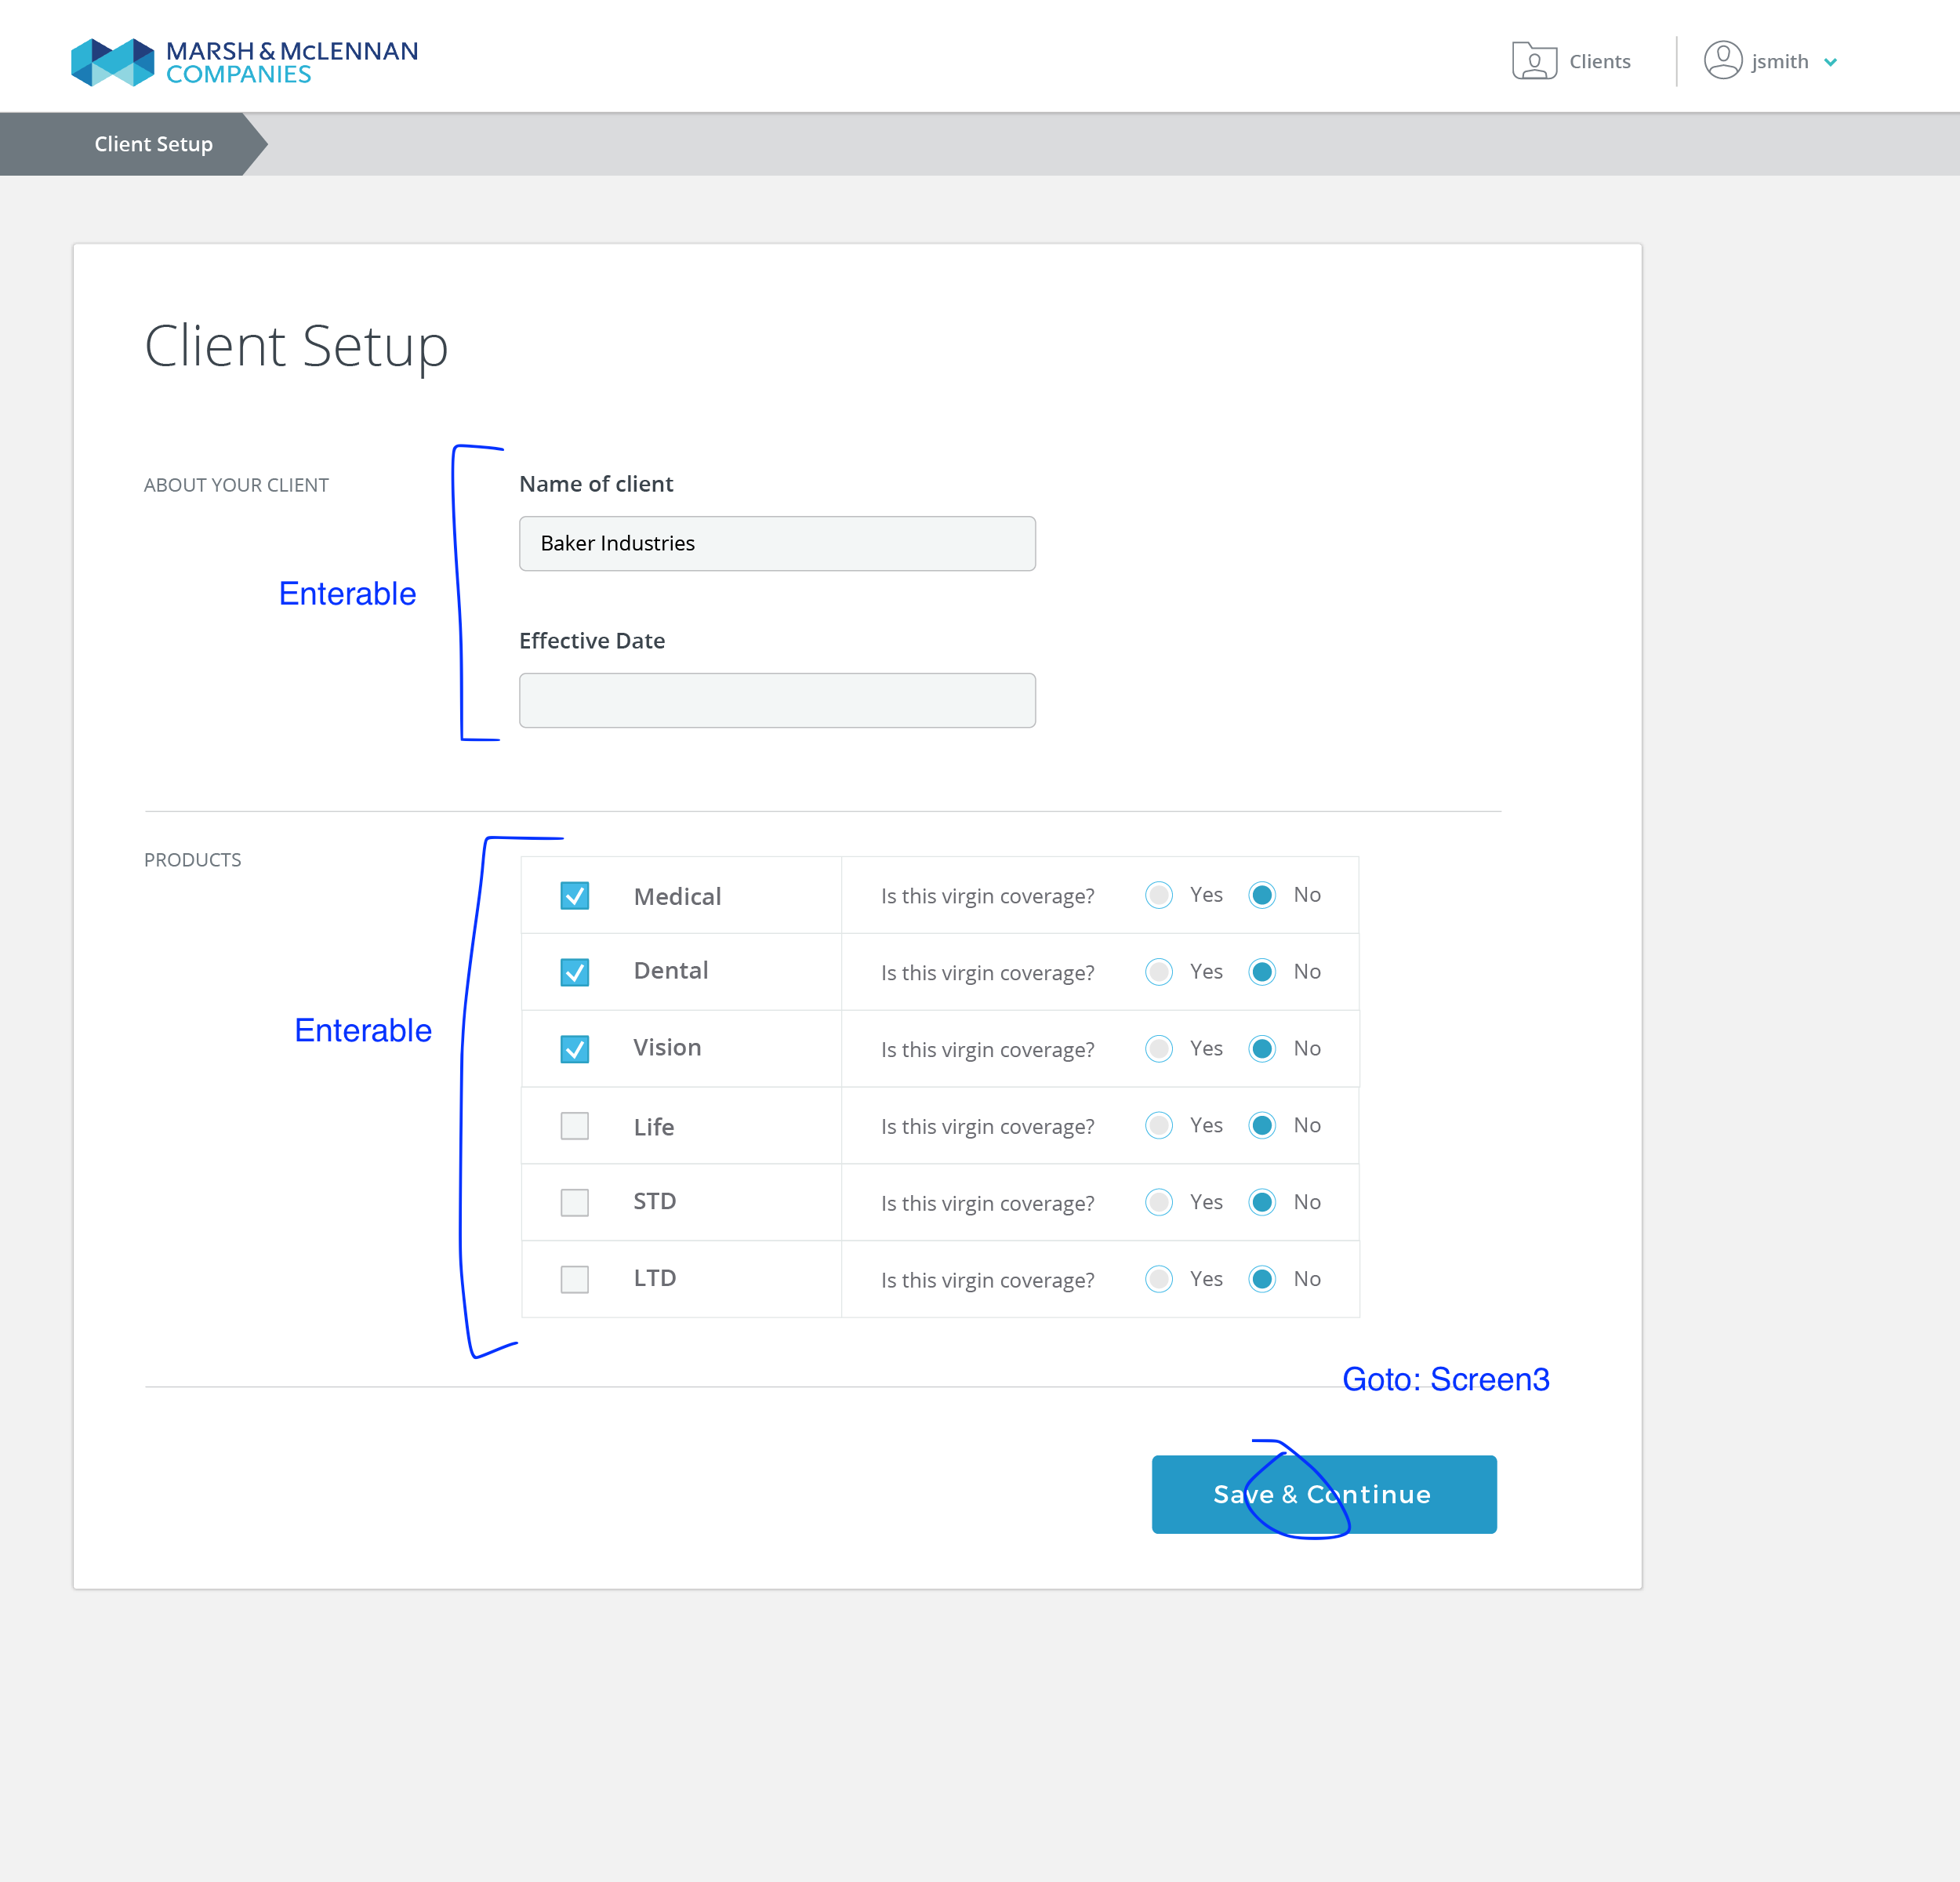 MARSH & McLENNAN
COMPANIES
Clients
jsmith
Client Setup
Client Setup
ABOUT YOUR CLIENT
Name of client
Baker Industries
Enterable
Effective Date
PRODUCTS
Medical Is this virgin coverage? Yes No
Dental Is this virgin coverage? Yes No
Enterable
Vision Is this virgin coverage? Yes No
Life Is this virgin coverage? Yes No
STD Is this virgin coverage? Yes No
LTD Is this virgin coverage? Yes No
Goto: Screen3
Save & Continue